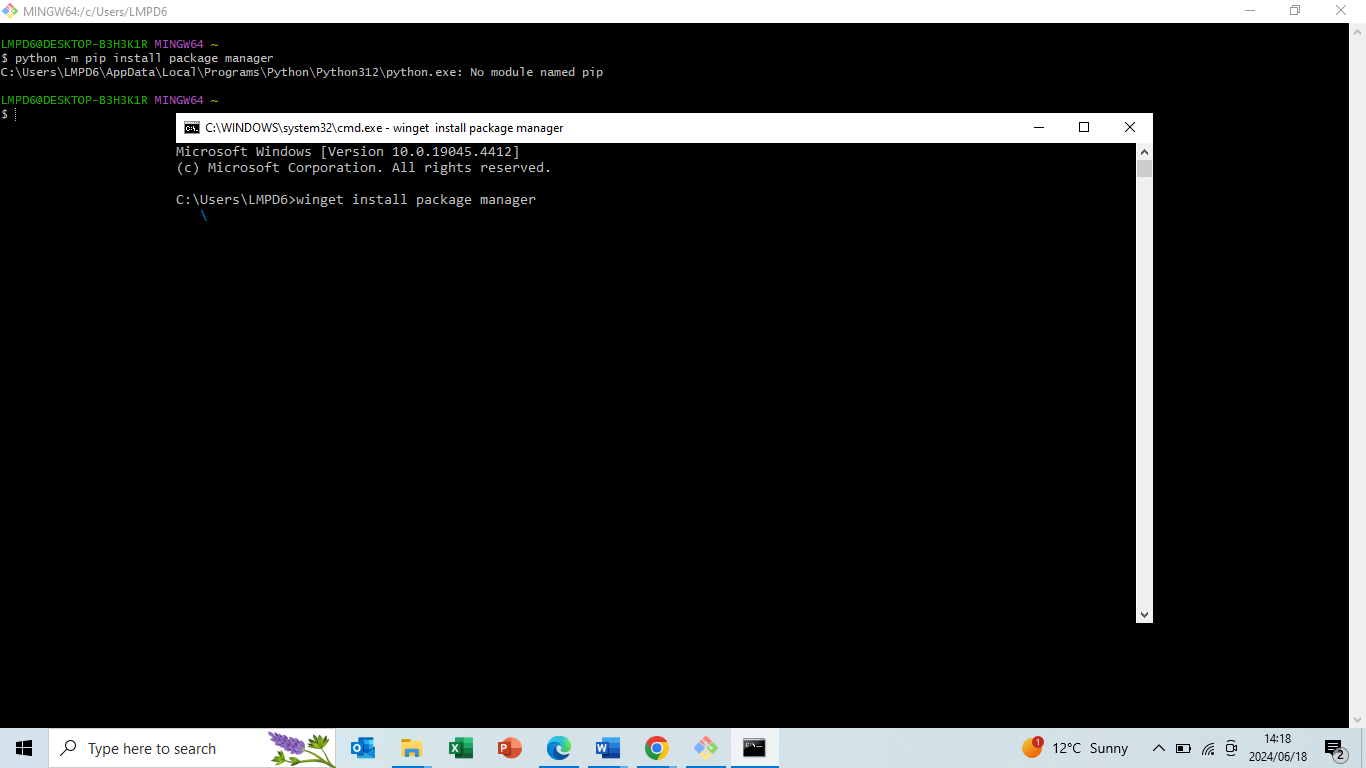 MINGW64:/c/Users/LMPD6
LMPD6@DESKTOP-B3H3K1R MINGW64 ~
$ python -m pip install package manager
C:\Users\LMPD6\AppData\Local\Programs\Python\Python312\python.exe: No module named pip
LMPD6@DESKTOP-B3H3K1R MINGW64 ~
$
C:\WINDOWS\system32\cmd.exe - winget  install package manager
Microsoft Windows [Version 10.0.19045.4412]
(c) Microsoft Corporation. All rights reserved.
C:\Users\LMPD6>winget install package manager
\
Type here to search
1
12°C Sunny
14:18
2024/06/18
2